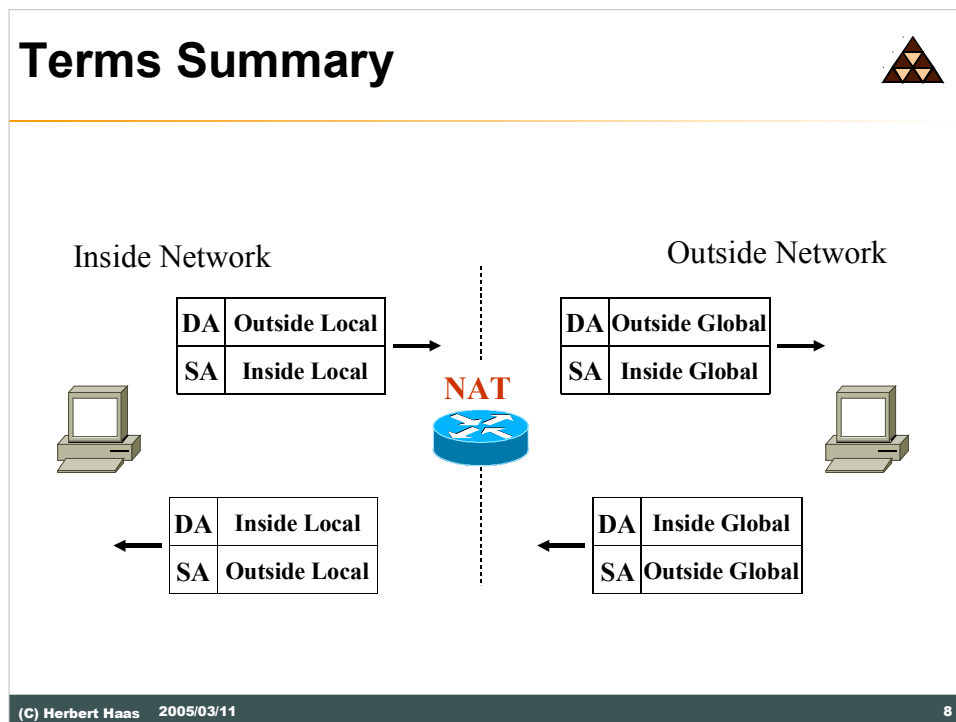 Terms Summary
Inside Network
Outside Network
DA Outside Local
SA Inside Local
DA Outside Global
SA Inside Global
NAT
DA Inside Local
SA Outside Local
DA Inside Global
SA Outside Global
(C) Herbert Haas 2005/03/11 8